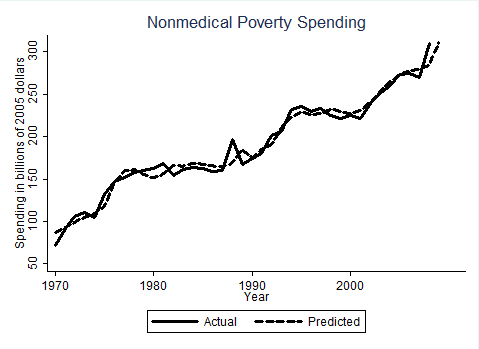 Nonmedical Poverty Spending
Spending in billions of 2005 dollars
300
250
200
150
100
50
1970 1980 1990 2000
Year
Actual Predicted